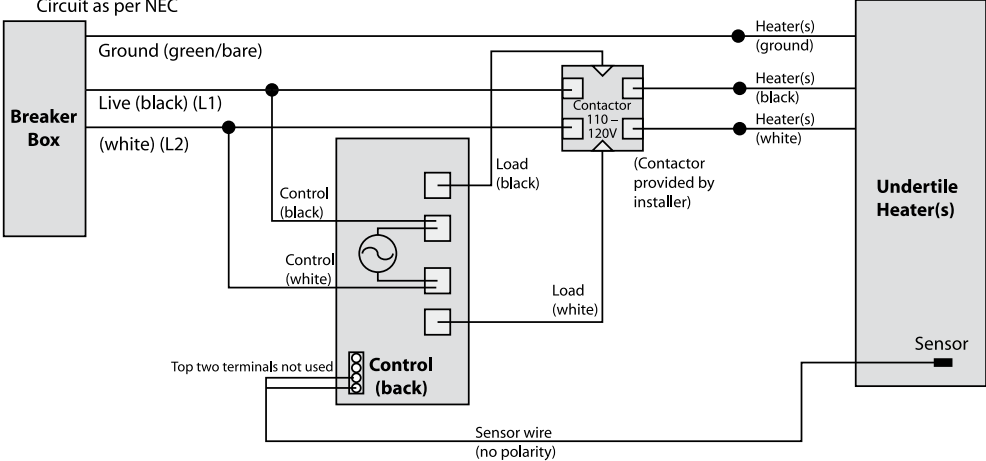 Circuit as per NEC
Breaker
Box
Ground (green/bare)
Live (black) (L1)
(white) (L2)
Heater(s)
(ground)
Heater(s)
(black)
Heater(s)
(white)
Contactor
110 –
120V
(Contactor
provided by
installer)
Load
(black)
Control
(black)
Control
(white)
Load
(white)
Undertile
Heater(s)
Sensor
Top two terminals not used
Control
(back)
Sensor wire
(no polarity)